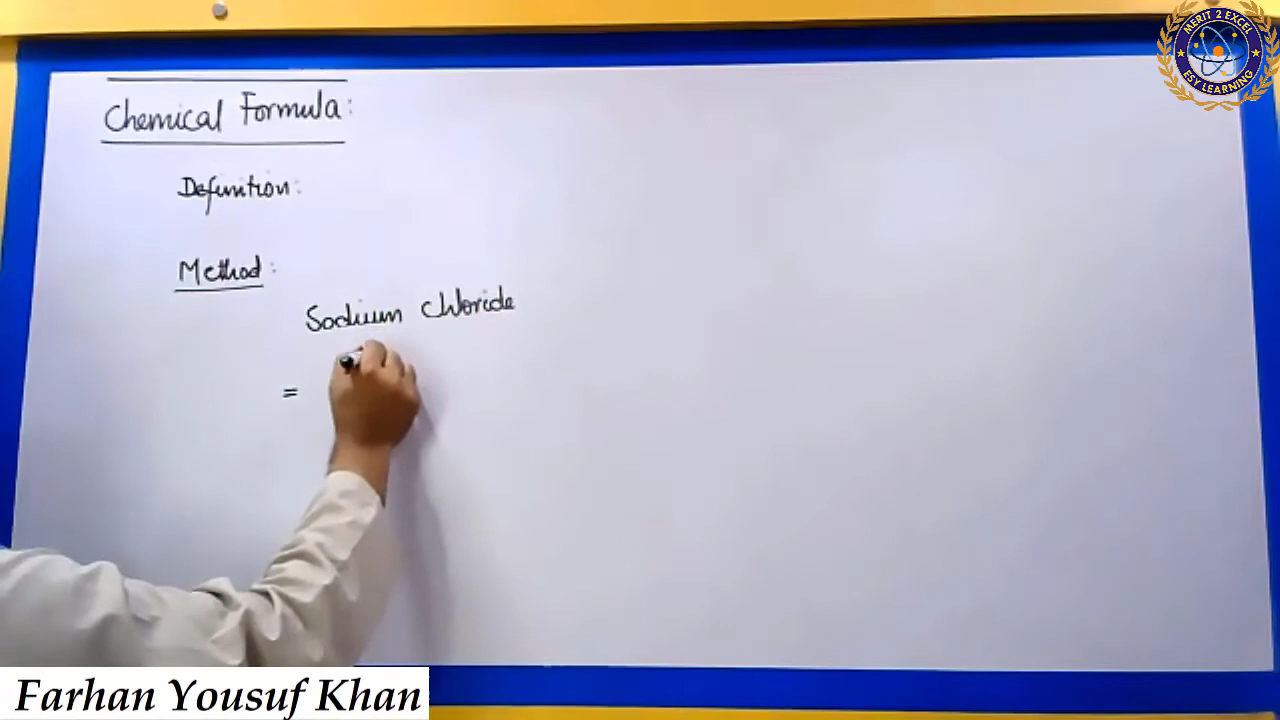 MERIT 2 EXCEL
ESY LEARNING
Chemical Formula:
Definition:
Method:
Sodium Chloride
=
Farhan Yousuf Khan